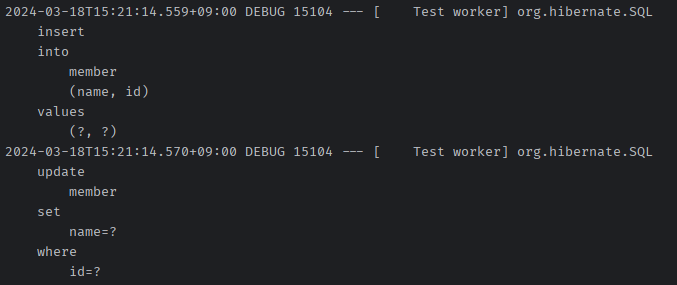 2024-03-18T15:21:14.559+09:00 DEBUG 15104 --- [    Test worker] org.hibernate.SQL
    insert
    into
        member
        (name, id)
    values
        (?, ?)
2024-03-18T15:21:14.570+09:00 DEBUG 15104 --- [    Test worker] org.hibernate.SQL
    update
        member
    set
        name=?
    where
        id=?